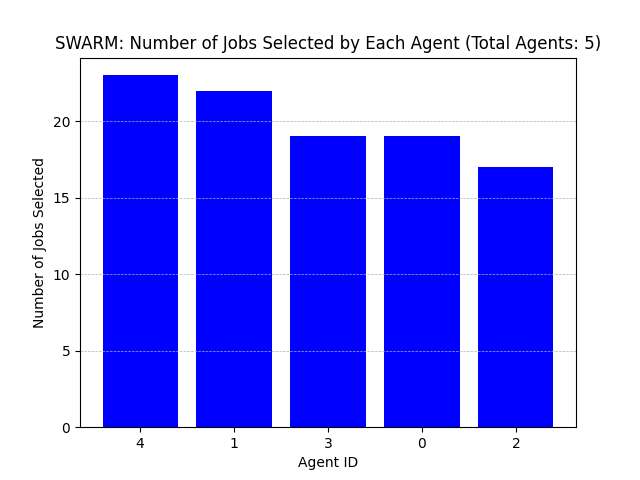 SWARM: Number of Jobs Selected by Each Agent (Total Agents: 5)
Number of Jobs Selected
20
15
10
5
0
4 1 3 0 2
Agent ID